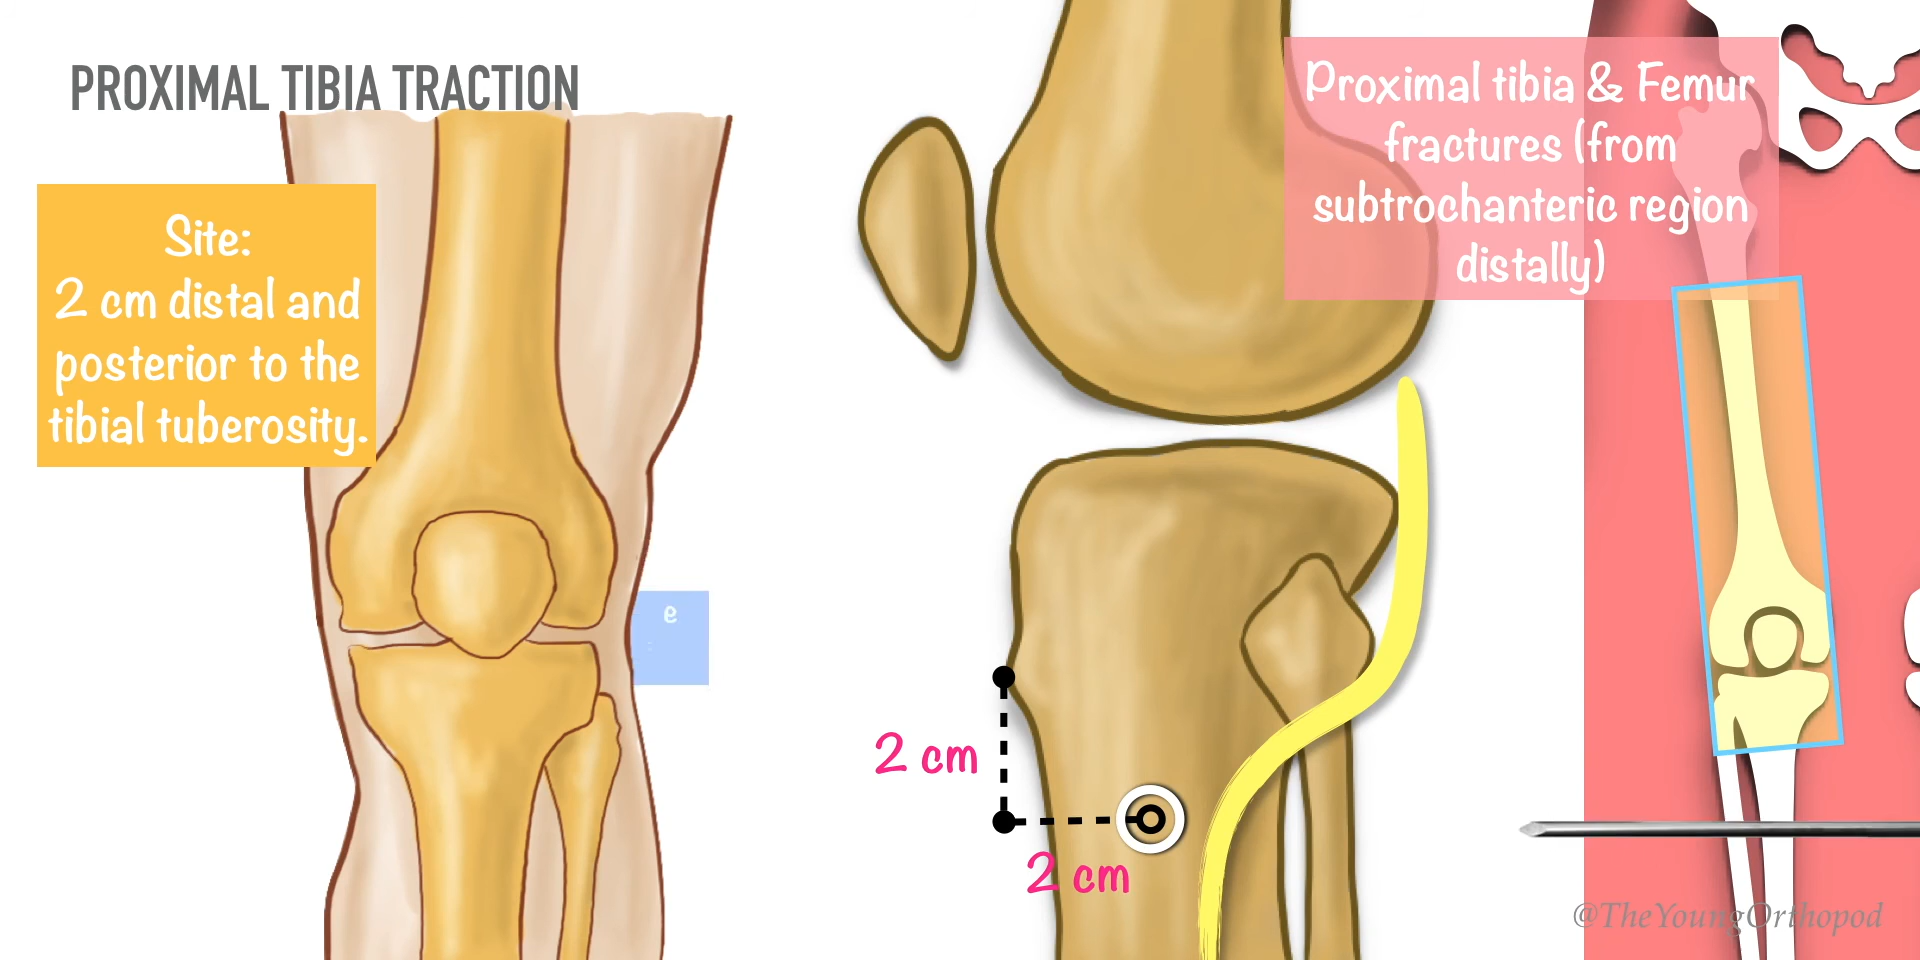 PROXIMAL TIBIA TRACTION
Site:
2 cm distal and
posterior to the
tibial tuberosity.
e
2 cm
2 cm
Proximal tibia & Femur
fractures (from
subtrochanteric region
distally)
@TheYoungOrthopod